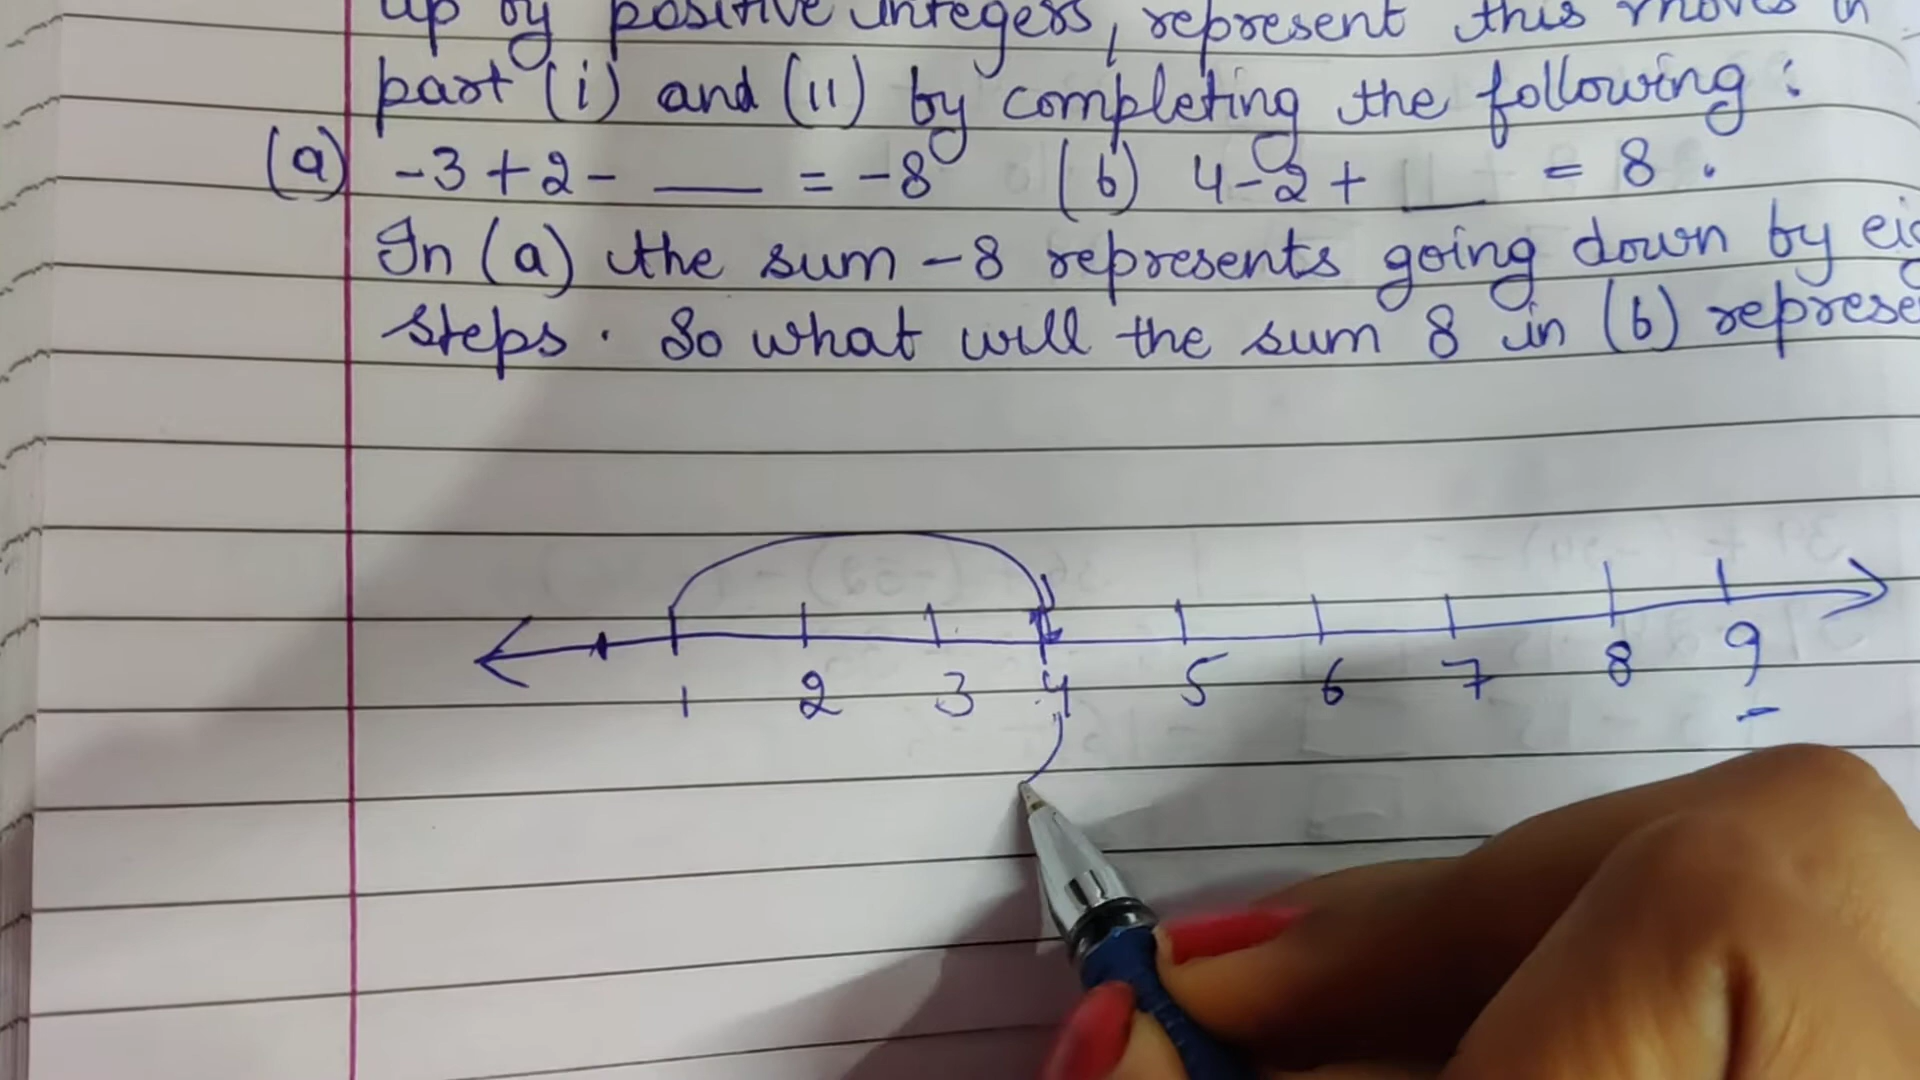 up by positive integers, represent this moves in
part (i) and (ii) by completing the following :
(a) -3 + 2 - ___ = -8 (b) 4 - 2 + ___ = 8 .
In (a) the sum -8 represents going down by
steps . So what will the sum 8 in (b)
1 2 3 4 5 6 7 8 9